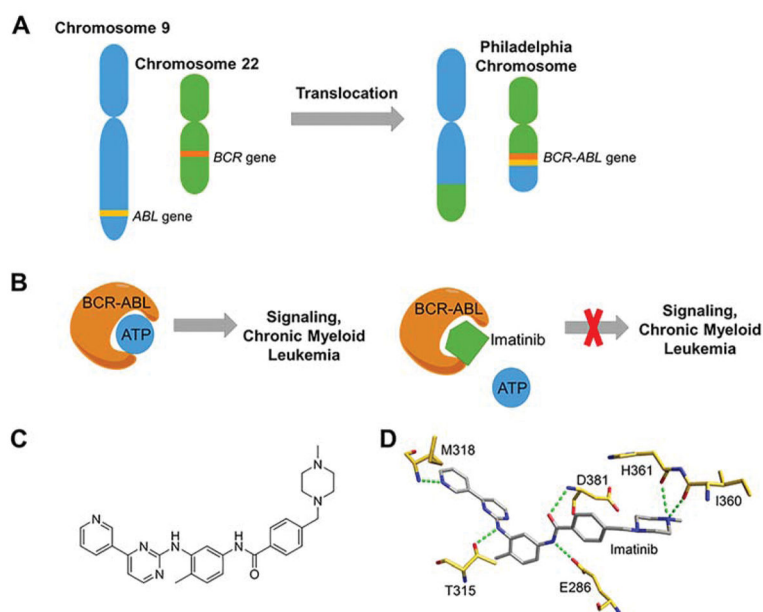 A
Chromosome 9
Chromosome 22
BCR gene
ABL gene
Translocation
Philadelphia
Chromosome
BCR-ABL gene
B
BCR-ABL
ATP
Signaling,
Chronic Myeloid
Leukemia
BCR-ABL
Imatinib
ATP
Signaling,
Chronic Myeloid
Leukemia
C
N
N
N
N
H
N
H
N
O
N
N
D
M318
T315
D381
E286
H361
I360
Imatinib